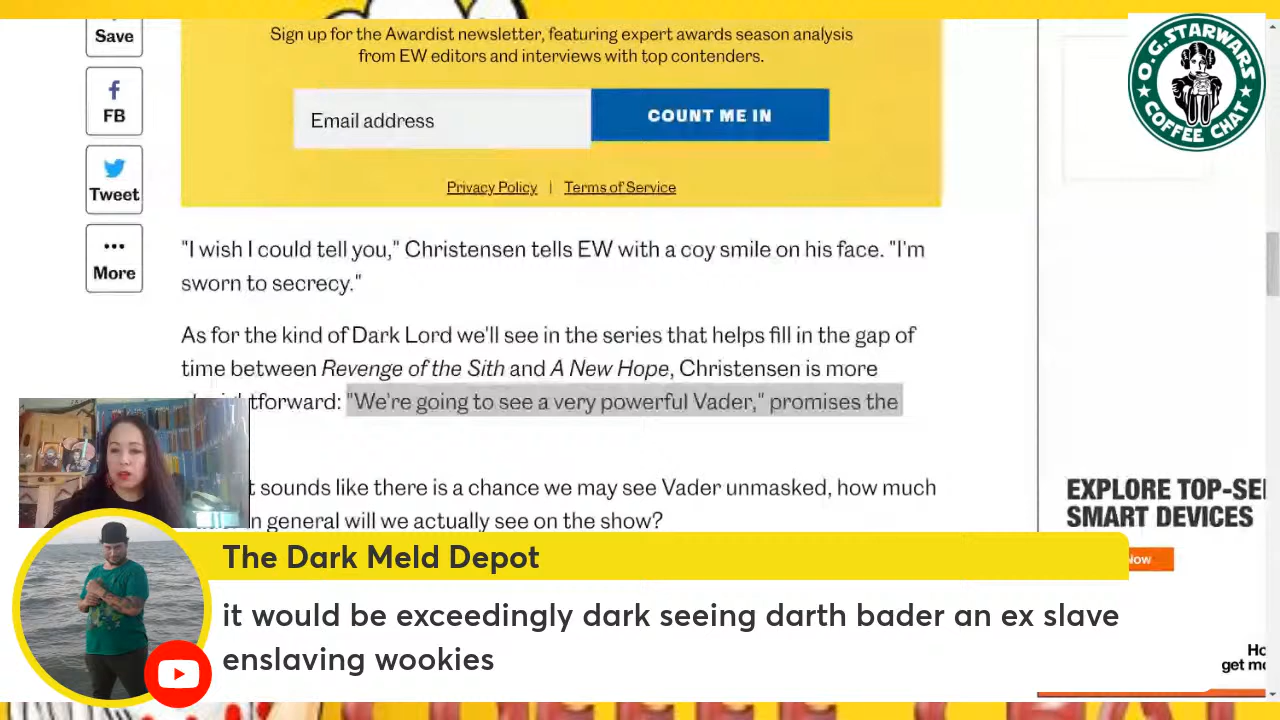 Save
FB
Tweet
More
Sign up for the Awardist newsletter, featuring expert awards season analysis
from EW editors and interviews with top contenders.
Email address
COUNT ME IN
Privacy Policy | Terms of Service
"I wish I could tell you," Christensen tells EW with a coy smile on his face. "I'm
sworn to secrecy."
As for the kind of Dark Lord we'll see in the series that helps fill in the gap of
time between Revenge of the Sith and A New Hope, Christensen is more
"We're going to see a very powerful Vader," promises the
sounds like there is a chance we may see Vader unmasked, how much
general will we actually see on the show?
O.G. STARWARS
COFFEE CHAT
EXPLORE TOP-SE
SMART DEVICES
The Dark Meld Depot
it would be exceedingly dark seeing darth bader an ex slave
enslaving wookies
get